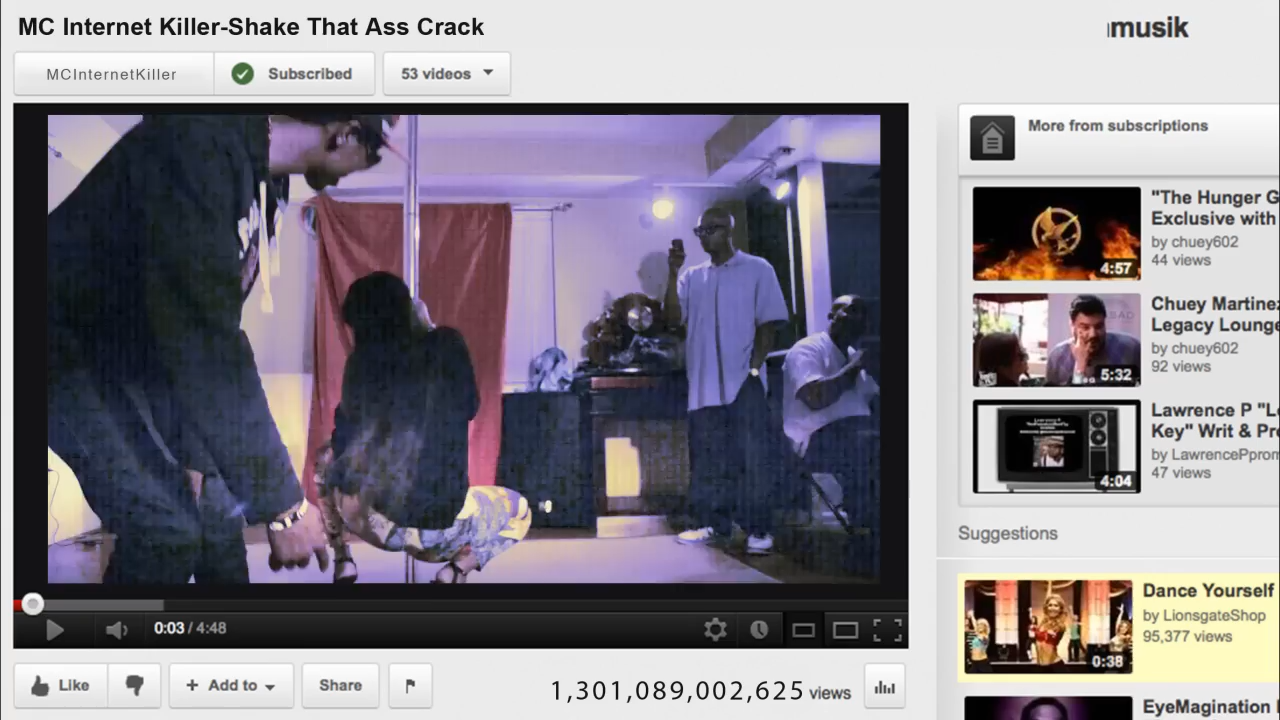 MC Internet Killer-Shake That Ass Crack
musik
MCInternetKiller
Subscribed
53 videos
More from subscriptions
"The Hunger G
Exclusive with
by chuey602
44 views
4:57
Chuey Martinez
Legacy Lounge
by chuey602
92 views
5:32
Lawrence P "L
Key" Writ & Pro
by LawrencePprom
47 views
4:04
Suggestions
Dance Yourself
by LionsgateShop
95,377 views
0:38
EyeMagination
0:03 / 4:48
Like
+ Add to
Share
1,301,089,002,625 views